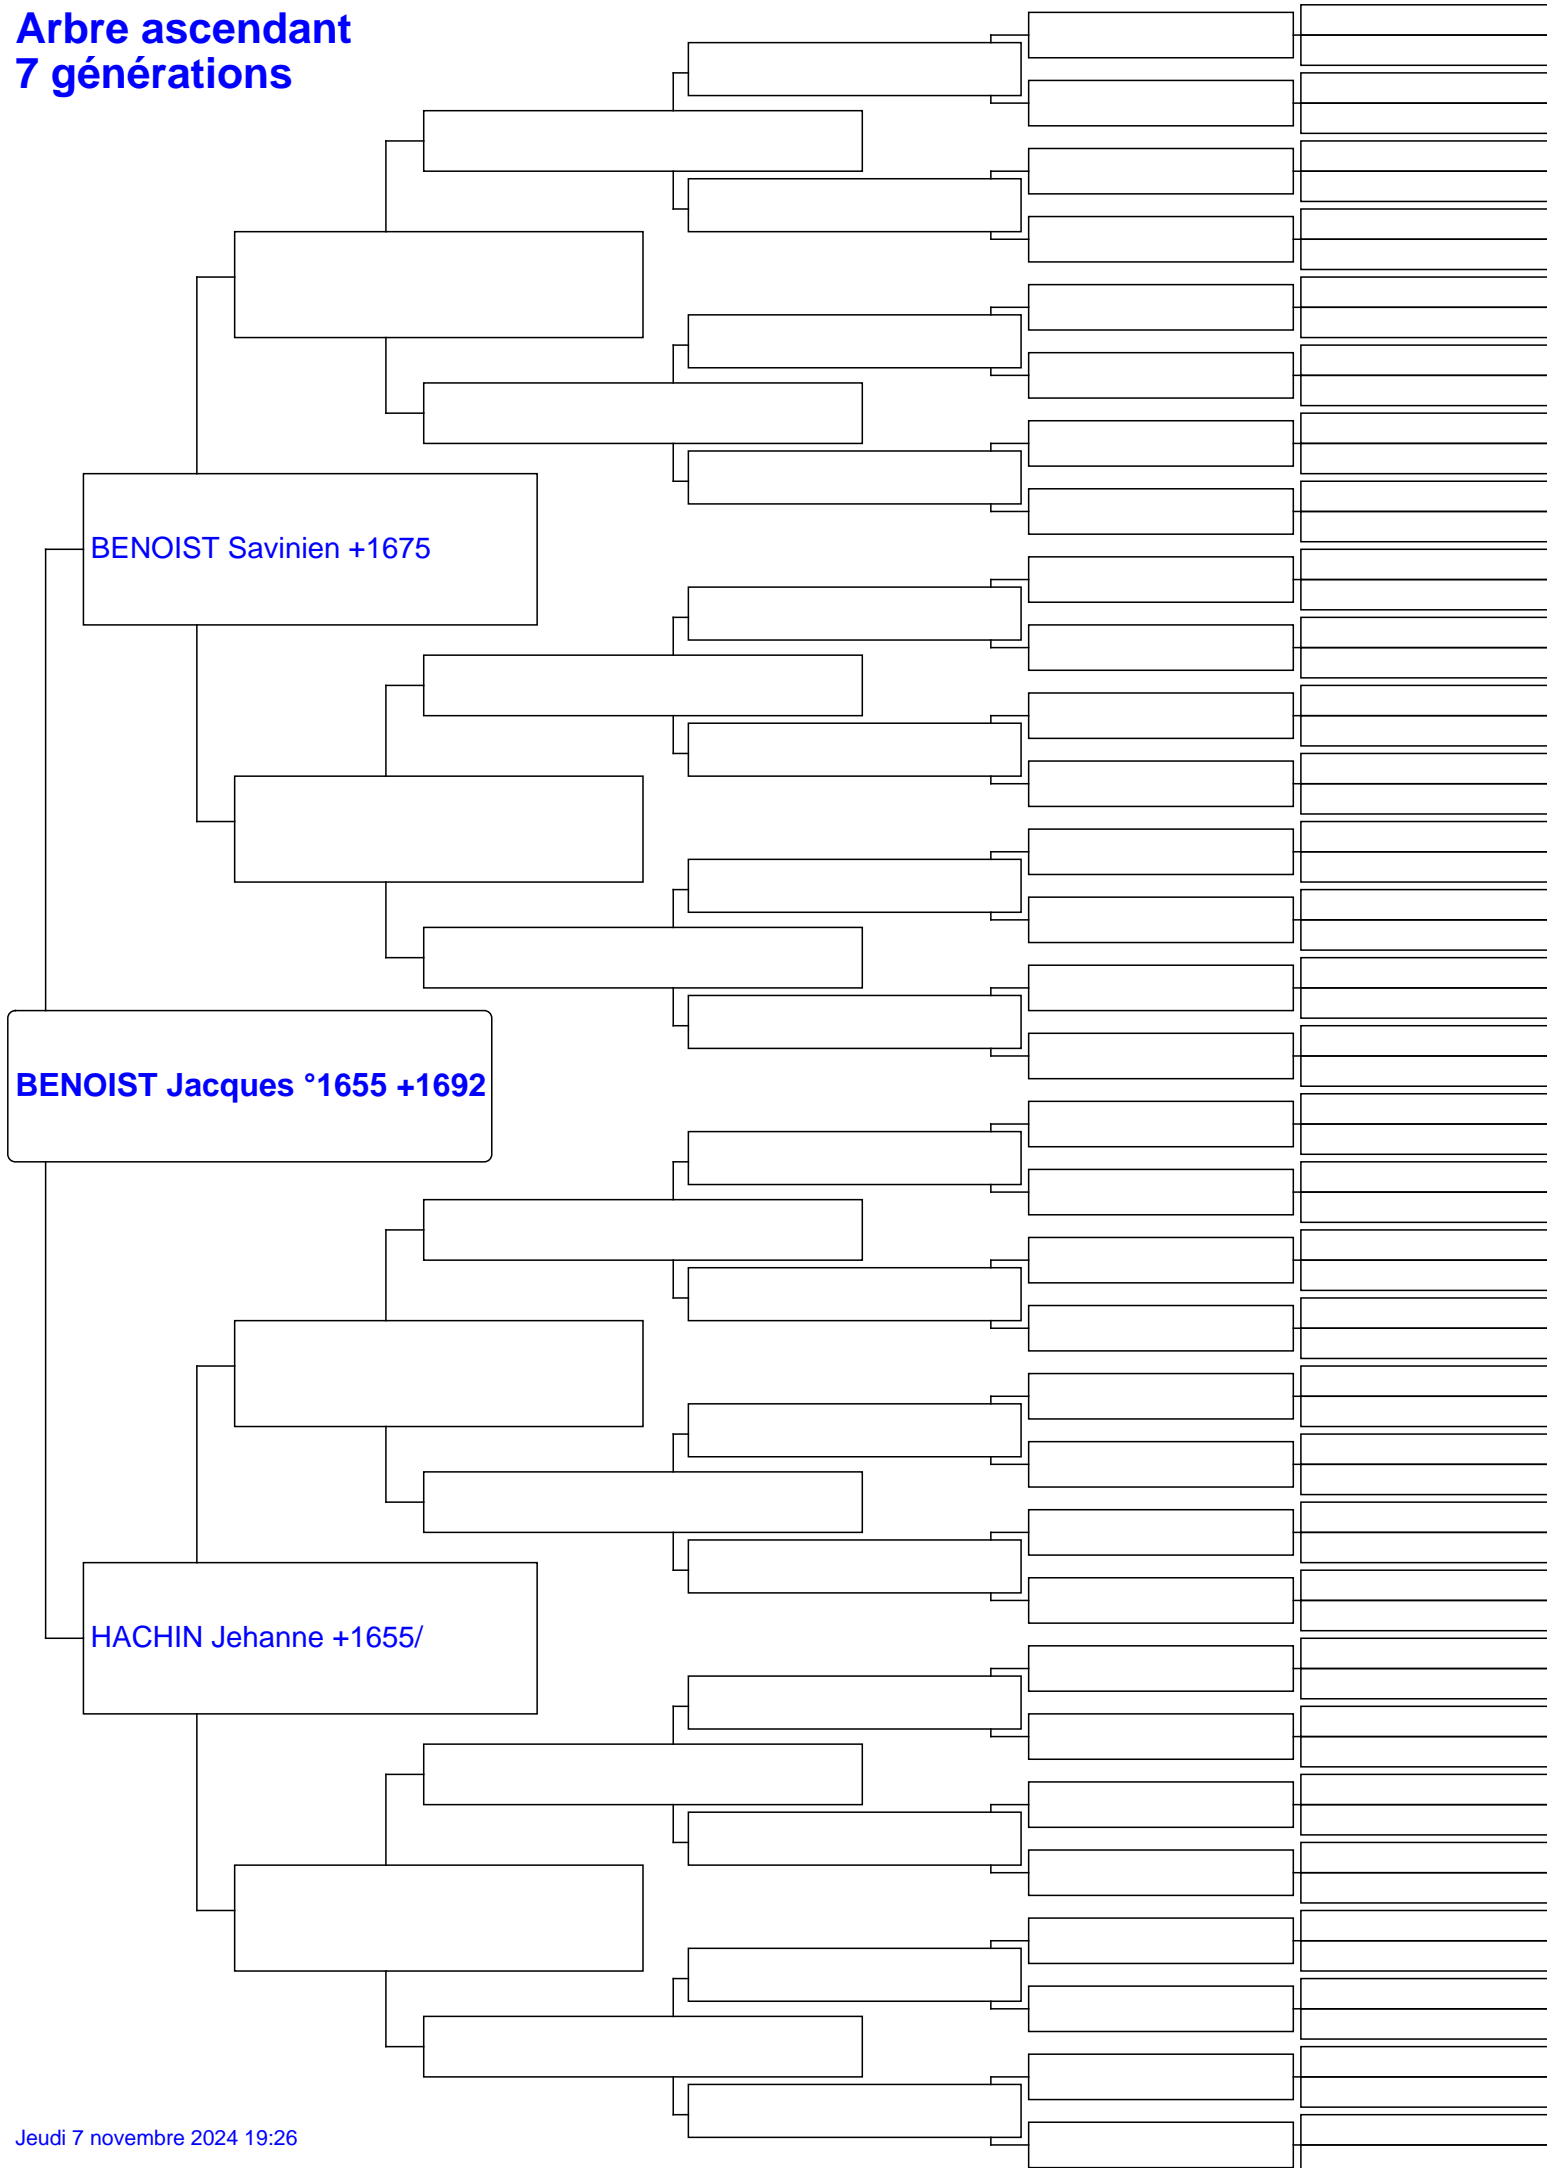 Arbre ascendant
7 générations
BENOIST Savinien +1675
BENOIST Jacques °1655 +1692
HACHIN Jehanne +1655/
Jeudi 7 novembre 2024 19:26